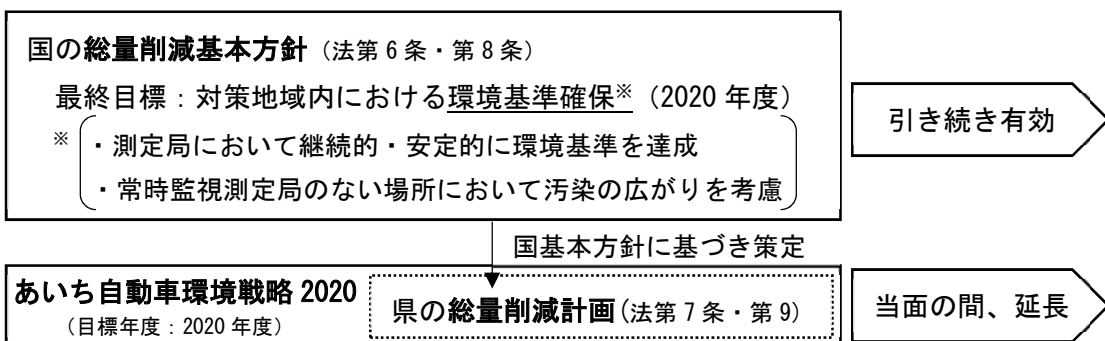 国の総量削減基本方針（法第6条・第8条）
最終目標：対策地域内における環境基準確保※（2020年度）
※ ・測定局において継続的・安定的に環境基準を達成
・常時監視測定局のない場所において汚染の広がりを考慮
引き続き有効
国基本方針に基づき策定
あいち自動車環境戦略2020
（目標年度：2020年度）
県の総量削減計画（法第7条・第9）
当面の間、延長